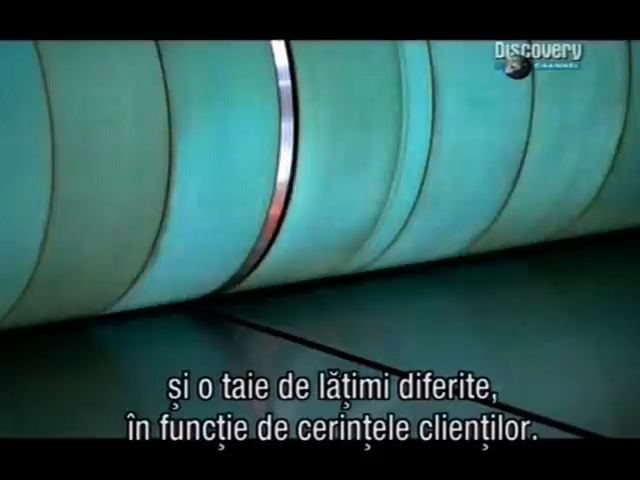 Discovery
CHANNEL
și o taie de lățimi diferite,
în funcție de cerințele clienților.